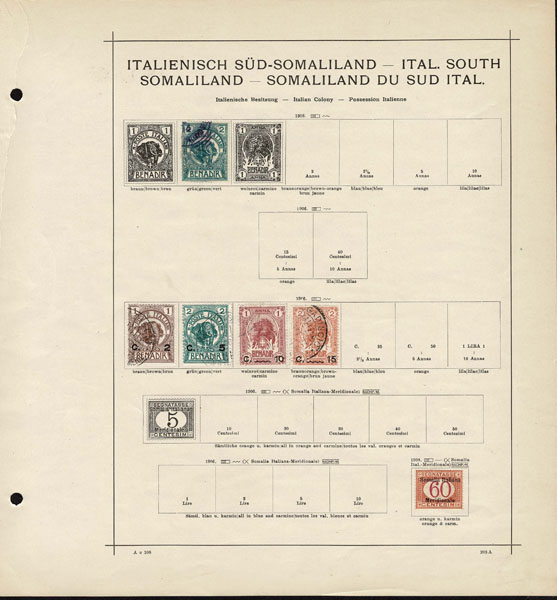 ITALIENISCH SÜD-SOMALILAND — ITAL. SOUTH
SOMALILAND — SOMALILAND DU SUD ITAL.
Italienische Besitzung — Italian Colony — Possession Italienne
1 1
BENADIR
2 2
BENADIR
1 1
BENADIR
2
Annas
2½
Annas
5
Annas
10
Annas
braun|brown|brun
grün|green|vert
weinrot|carmine
carmin
braunorange|brown-orange
brun jaune
blau|blue|bleu
orange
lila|lilac|lilas
1906.
15
Centesimi
5 Annas
40
Centesimi
10 Annas
orange
lila|lilac|lilas
1906.
BENADIR
C. 2
BENADIR
C. 5
BENADIR
C. 10
C. 15
C. 25
2½ Annas
C. 50
5 Annas
1 LIRA 1
10 Annas
braun|brown|brun
grün|green|vert
weinrot|carmine
carmin
braunorange|brown-
orange|brun jaune
blau|blue|bleu
orange
lila|lilac|lilas
1906. Somalia Italiana-Meridionale
SEGNATASSE
5
Meridionale
CENTESIMI
10
Centesimi
20
Centesimi
30
Centesimi
40
Centesimi
50
Centesimi
Sämtliche orange u. karmin|all in orange and carmine|toutes les val. oranges et carmin
1906. Somalia Italiana-Meridionale
1
Lire
2
Lire
5
Lire
10
Lire
Sämtl. blau u. karmin|all in blue and carmine|toutes les val. bleues et carmin
Somalia
Ital.-Meridionale
SEGNATASSE
Somalia Italiana
60
Meridionale
CENTESIMI
orange u. karmin
orange & carm.